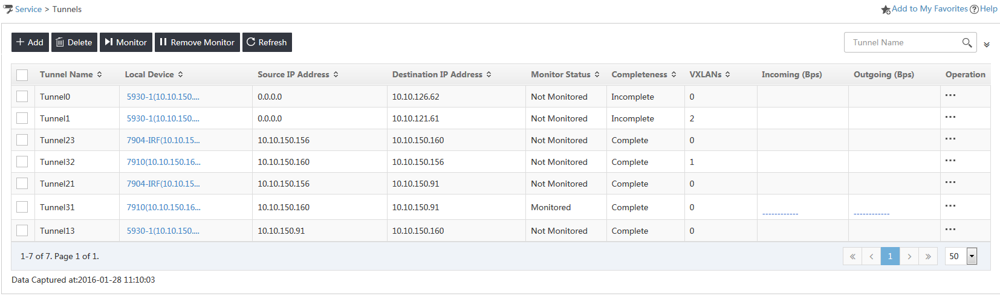 Service > Tunnels Add to My Favorites Help
Add Delete Monitor Remove Monitor Refresh Tunnel Name
Tunnel Name Local Device Source IP Address Destination IP Address Monitor Status Completeness VXLANs Incoming (Bps) Outgoing (Bps) Operation
Tunnel0 5930-1(10.10.150.... 0.0.0.0 10.10.126.62 Not Monitored Incomplete 0 ...
Tunnel1 5930-1(10.10.150.... 0.0.0.0 10.10.121.61 Not Monitored Incomplete 2 ...
Tunnel23 7904-IRF(10.10.15... 10.10.150.156 10.10.150.160 Not Monitored Complete 0 ...
Tunnel32 7910(10.10.150.16... 10.10.150.160 10.10.150.156 Not Monitored Complete 1 ...
Tunnel21 7904-IRF(10.10.15... 10.10.150.156 10.10.150.91 Not Monitored Complete 0 ...
Tunnel31 7910(10.10.150.16... 10.10.150.160 10.10.150.91 Monitored Complete 0 ------------ ------------ ...
Tunnel13 5930-1(10.10.150.... 10.10.150.91 10.10.150.160 Not Monitored Complete 0 ...
1-7 of 7. Page 1 of 1. « < 1 > » 50
Data Captured at:2016-01-28 11:10:03